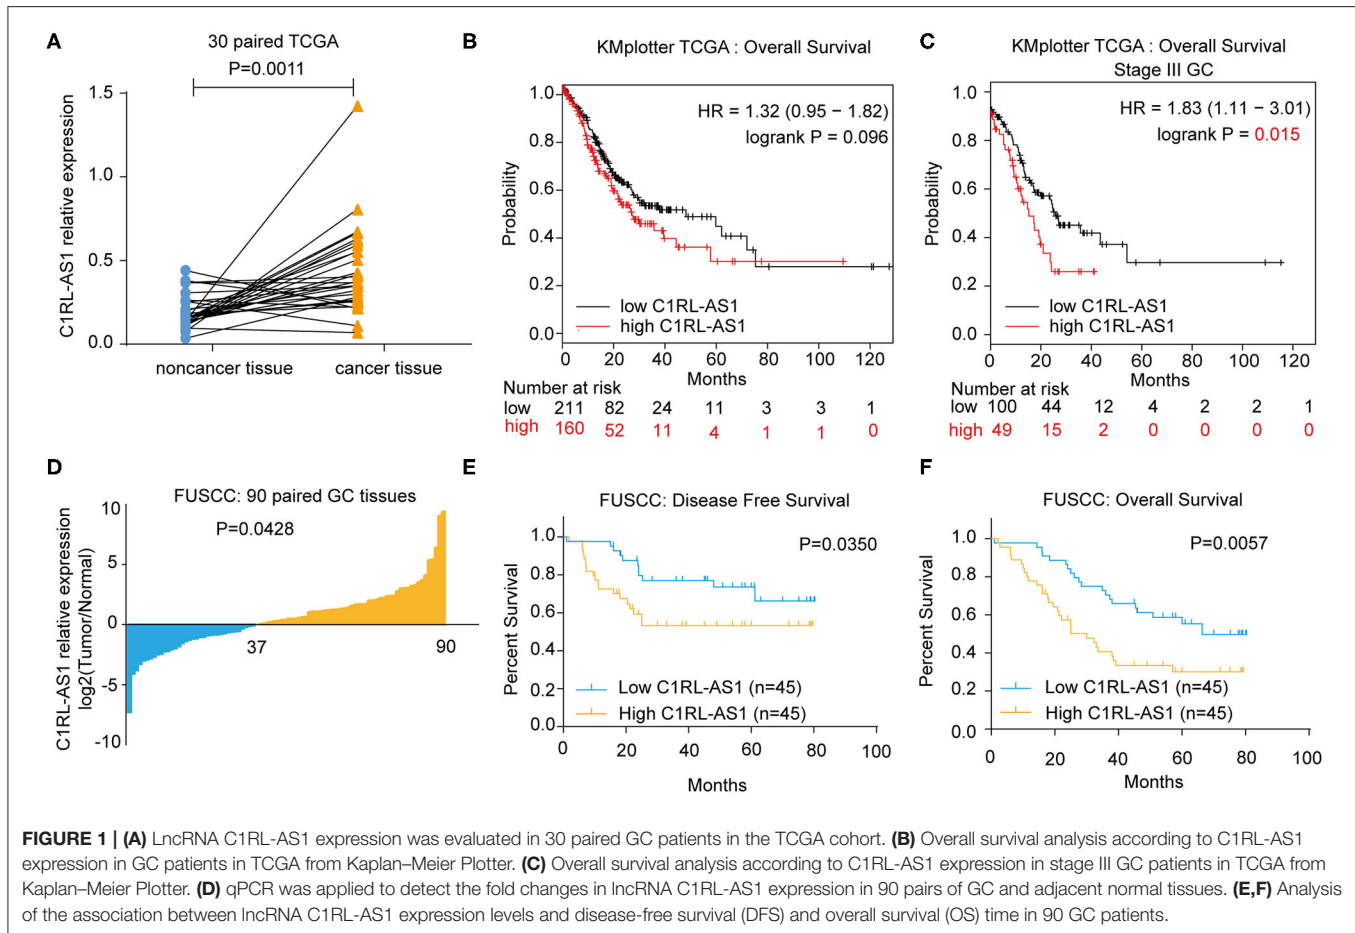 A
30 paired TCGA
P=0.0011
C1RL-AS1 relative expression
1.5
1.0
0.5
0.0
noncancer tissue
cancer tissue
B
KMplotter TCGA : Overall Survival
HR = 1.32 (0.95 − 1.82)
logrank P = 0.096
Probability
1.0
0.8
0.6
0.4
0.2
0.0
low C1RL-AS1
high C1RL-AS1
0 20 40 60 80 100 120
Months
Number at risk
low 211 82 24 11 3 3 1
high 160 52 11 4 1 1 0
C
KMplotter TCGA : Overall Survival
Stage III GC
HR = 1.83 (1.11 − 3.01)
logrank P = 0.015
Probability
1.0
0.8
0.6
0.4
0.2
0.0
low C1RL-AS1
high C1RL-AS1
0 20 40 60 80 100 120
Months
Number at risk
low 100 44 12 4 2 2 1
high 49 15 2 0 0 0 0
D
FUSCC: 90 paired GC tissues
P=0.0428
C1RL-AS1 relative expression
log2(Tumor/Normal)
10
5
0
-5
-10
37
90
E
FUSCC: Disease Free Survival
P=0.0350
Percent Survival
1.0
0.8
0.6
0.4
0.2
0.0
Low C1RL-AS1 (n=45)
High C1RL-AS1 (n=45)
0 20 40 60 80 100
Months
F
FUSCC: Overall Survival
P=0.0057
Percent Survival
1.0
0.8
0.6
0.4
0.2
0.0
Low C1RL-AS1 (n=45)
High C1RL-AS1 (n=45)
0 20 40 60 80 100
Months
FIGURE 1 | (A) LncRNA C1RL-AS1 expression was evaluated in 30 paired GC patients in the TCGA cohort. (B) Overall survival analysis according to C1RL-AS1
expression in GC patients in TCGA from Kaplan–Meier Plotter. (C) Overall survival analysis according to C1RL-AS1 expression in stage III GC patients in TCGA from
Kaplan–Meier Plotter. (D) qPCR was applied to detect the fold changes in lncRNA C1RL-AS1 expression in 90 pairs of GC and adjacent normal tissues. (E,F) Analysis
of the association between lncRNA C1RL-AS1 expression levels and disease-free survival (DFS) and overall survival (OS) time in 90 GC patients.